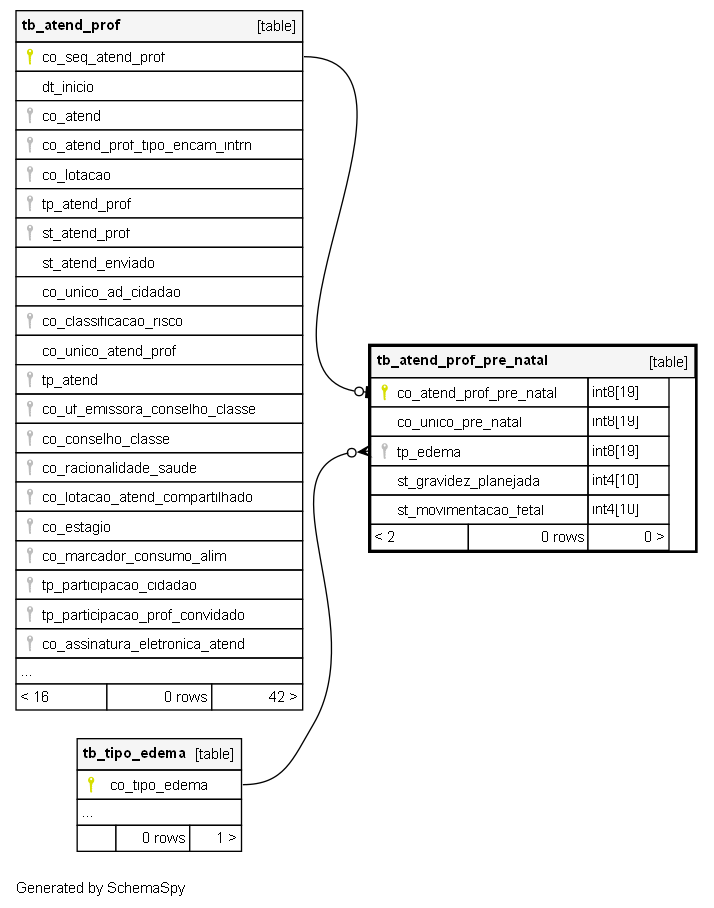 tb_atend_prof [table]
co_seq_atend_prof
dt_inicio
co_atend
co_atend_prof_tipo_encam_intrn
co_lotacao
tp_atend_prof
st_atend_prof
st_atend_enviado
co_unico_ad_cidadao
co_classificacao_risco
co_unico_atend_prof
tp_atend
co_uf_emissora_conselho_classe
co_conselho_classe
co_racionalidade_saude
co_lotacao_atend_compartilhado
co_estagio
co_marcador_consumo_alim
tp_participacao_cidadao
tp_participacao_prof_convidado
co_assinatura_eletronica_atend
...
< 16 0 rows 42 >
tb_atend_prof_pre_natal [table]
co_atend_prof_pre_natal int8[19]
co_unico_pre_natal int8[19]
tp_edema int8[19]
st_gravidez_planejada int4[10]
st_movimentacao_fetal int4[10]
< 2 0 rows 0 >
tb_tipo_edema [table]
co_tipo_edema
...
0 rows 1 >
Generated by SchemaSpy